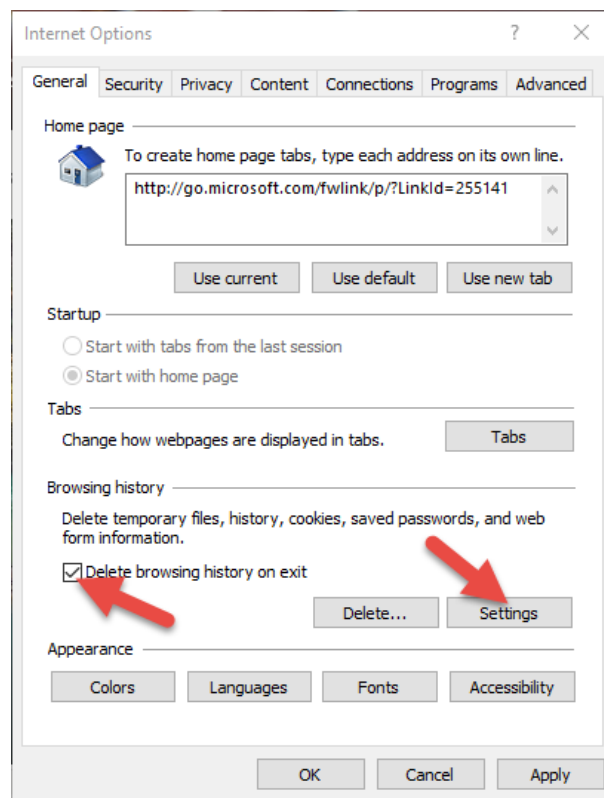 Internet Options ?
General Security Privacy Content Connections Programs Advanced
Home page
To create home page tabs, type each address on its own line.
http://go.microsoft.com/fwlink/p/?LinkId=255141
Use current Use default Use new tab
Startup
Start with tabs from the last session
Start with home page
Tabs
Change how webpages are displayed in tabs. Tabs
Browsing history
Delete temporary files, history, cookies, saved passwords, and web
form information.
Delete browsing history on exit
Delete... Settings
Appearance
Colors Languages Fonts Accessibility
OK Cancel Apply